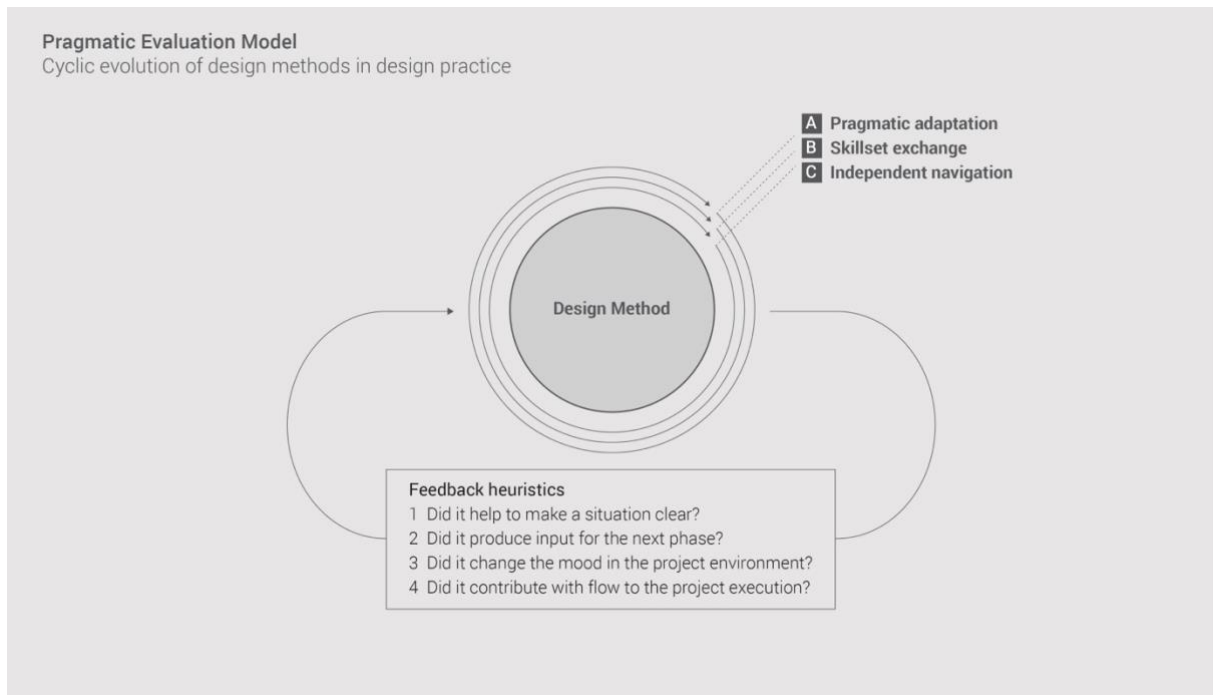 Pragmatic Evaluation Model
Cyclic evolution of design methods in design practice
A Pragmatic adaptation
B Skillset exchange
C Independent navigation
Design Method
Feedback heuristics
1 Did it help to make a situation clear?
2 Did it produce input for the next phase?
3 Did it change the mood in the project environment?
4 Did it contribute with flow to the project execution?